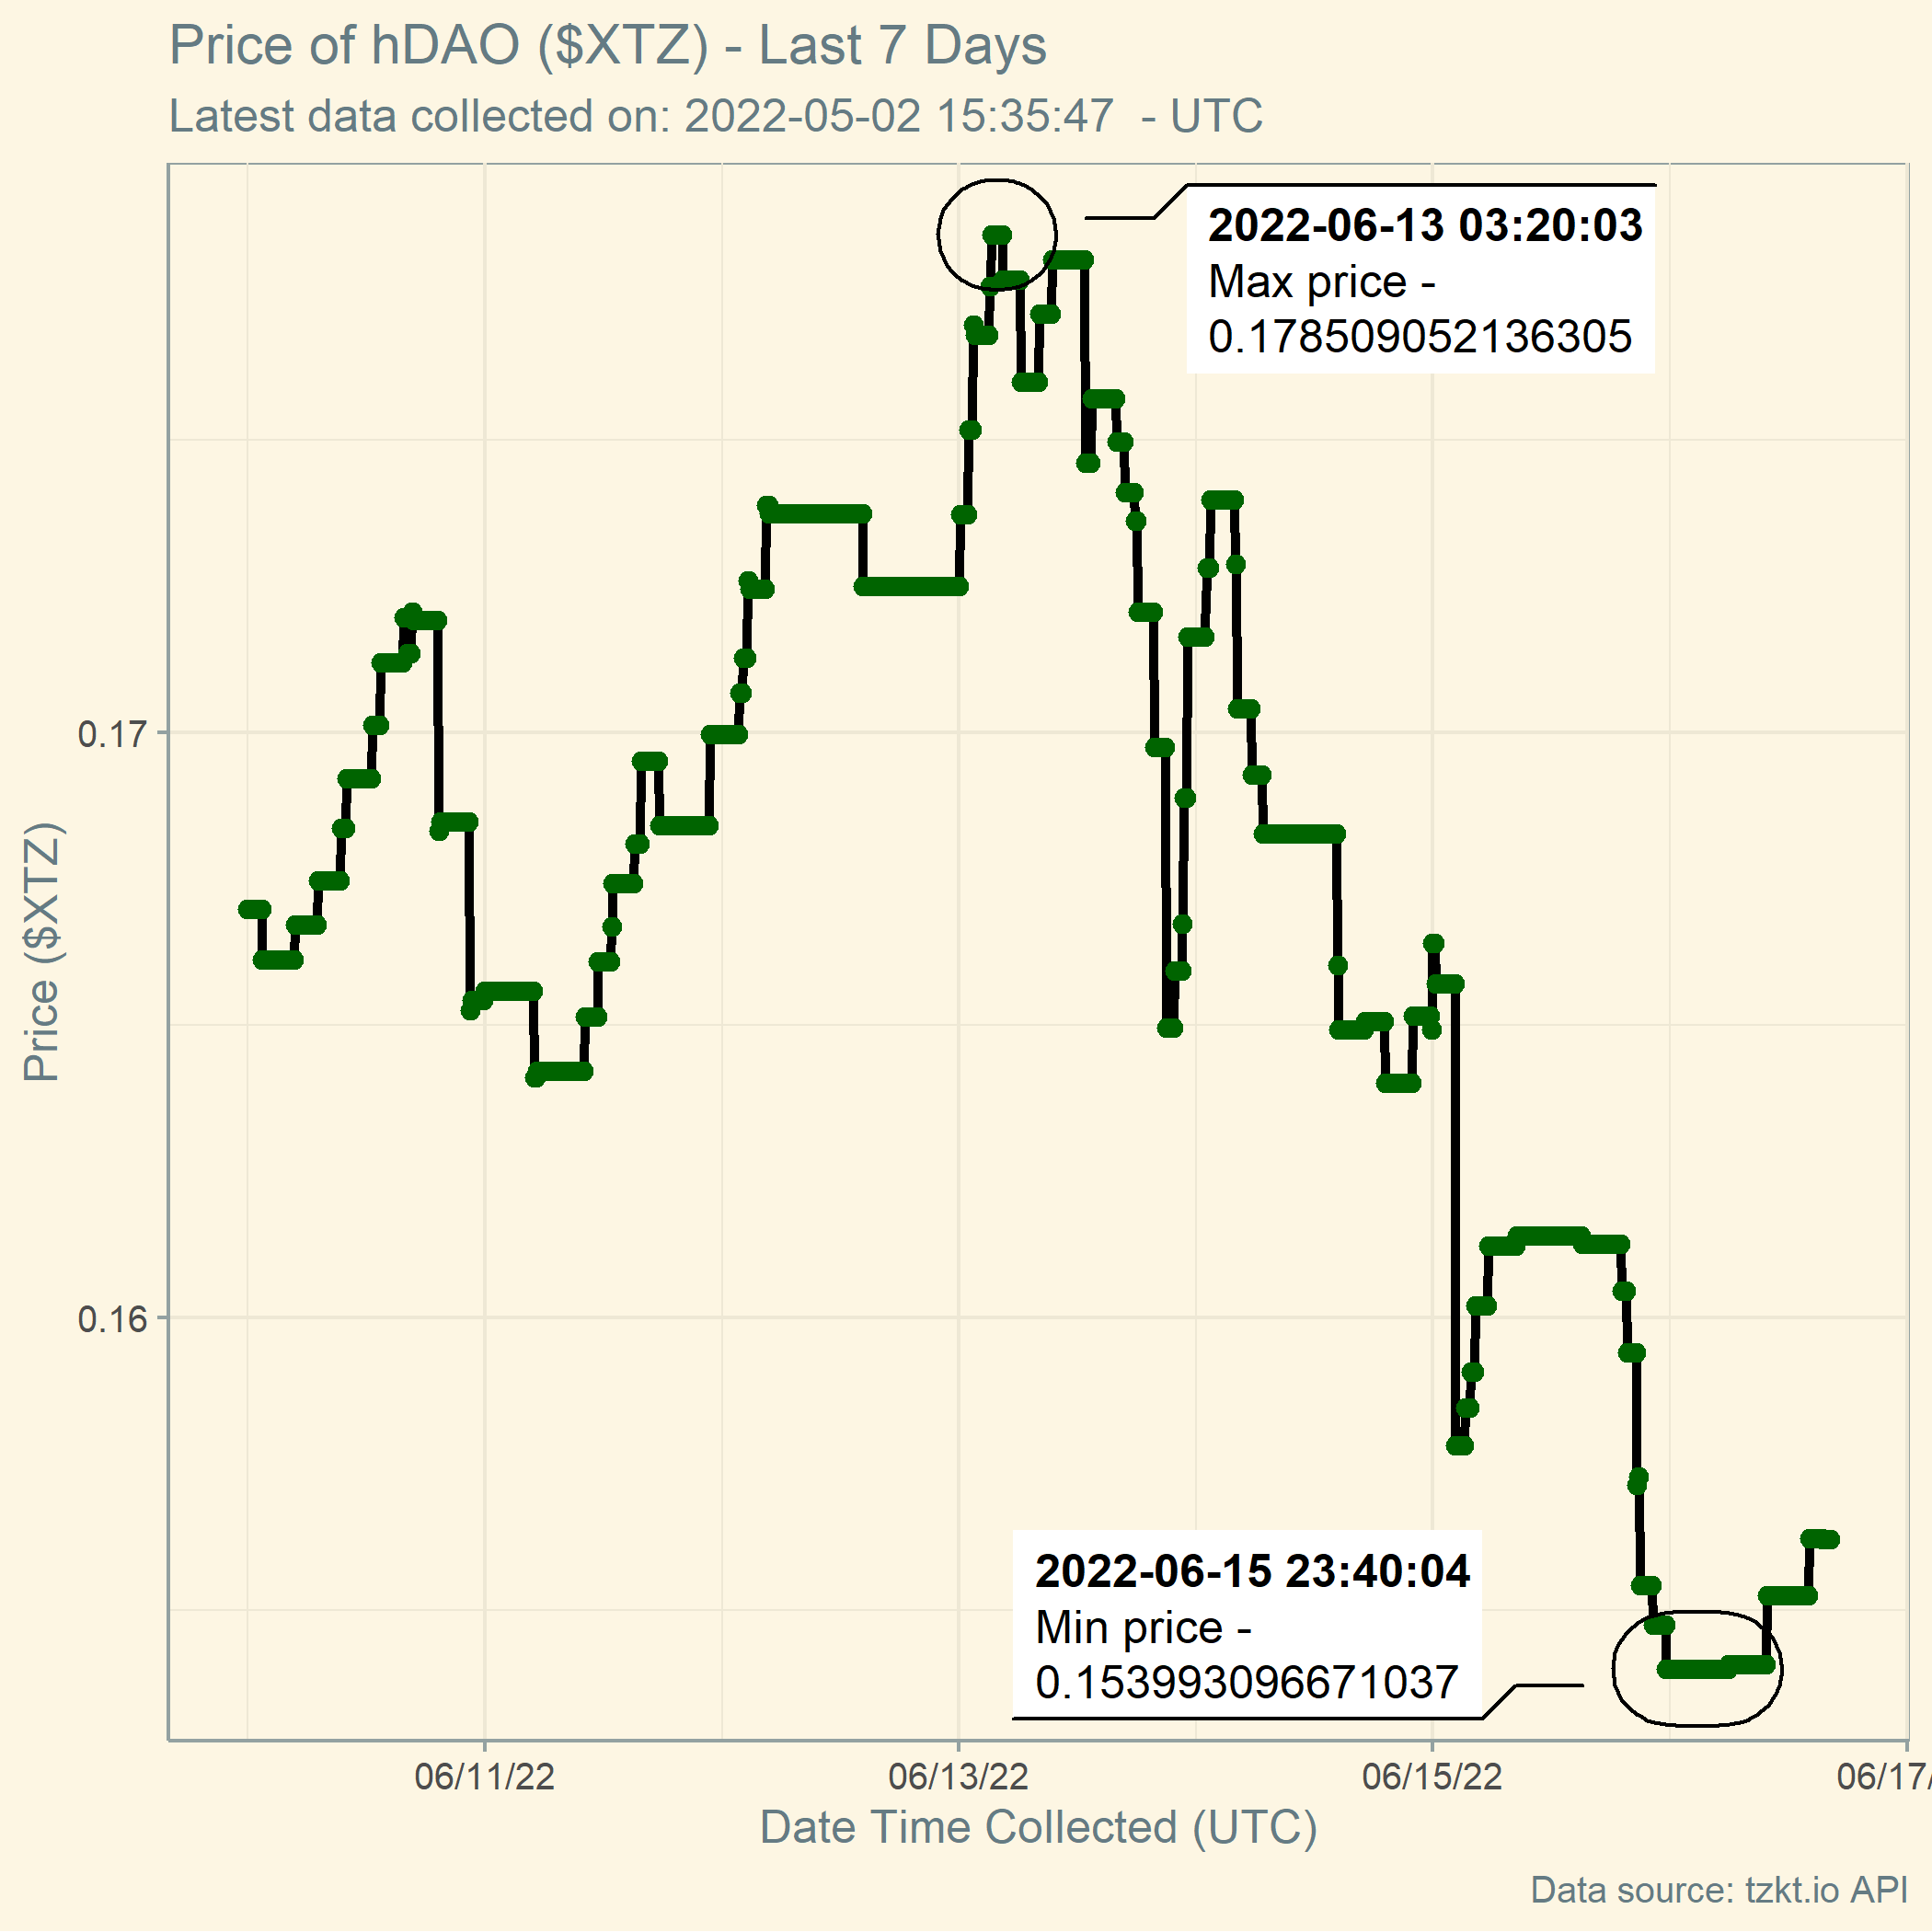 Price of hDAO ($XTZ) - Last 7 Days
Latest data collected on: 2022-05-02 15:35:47  - UTC
2022-06-13 03:20:03
Max price -
0.178509052136305
0.17
Price ($XTZ)
0.16
2022-06-15 23:40:04
Min price -
0.153993096671037
06/11/22
06/13/22
06/15/22
06/17/
Date Time Collected (UTC)
Data source: tzkt.io API